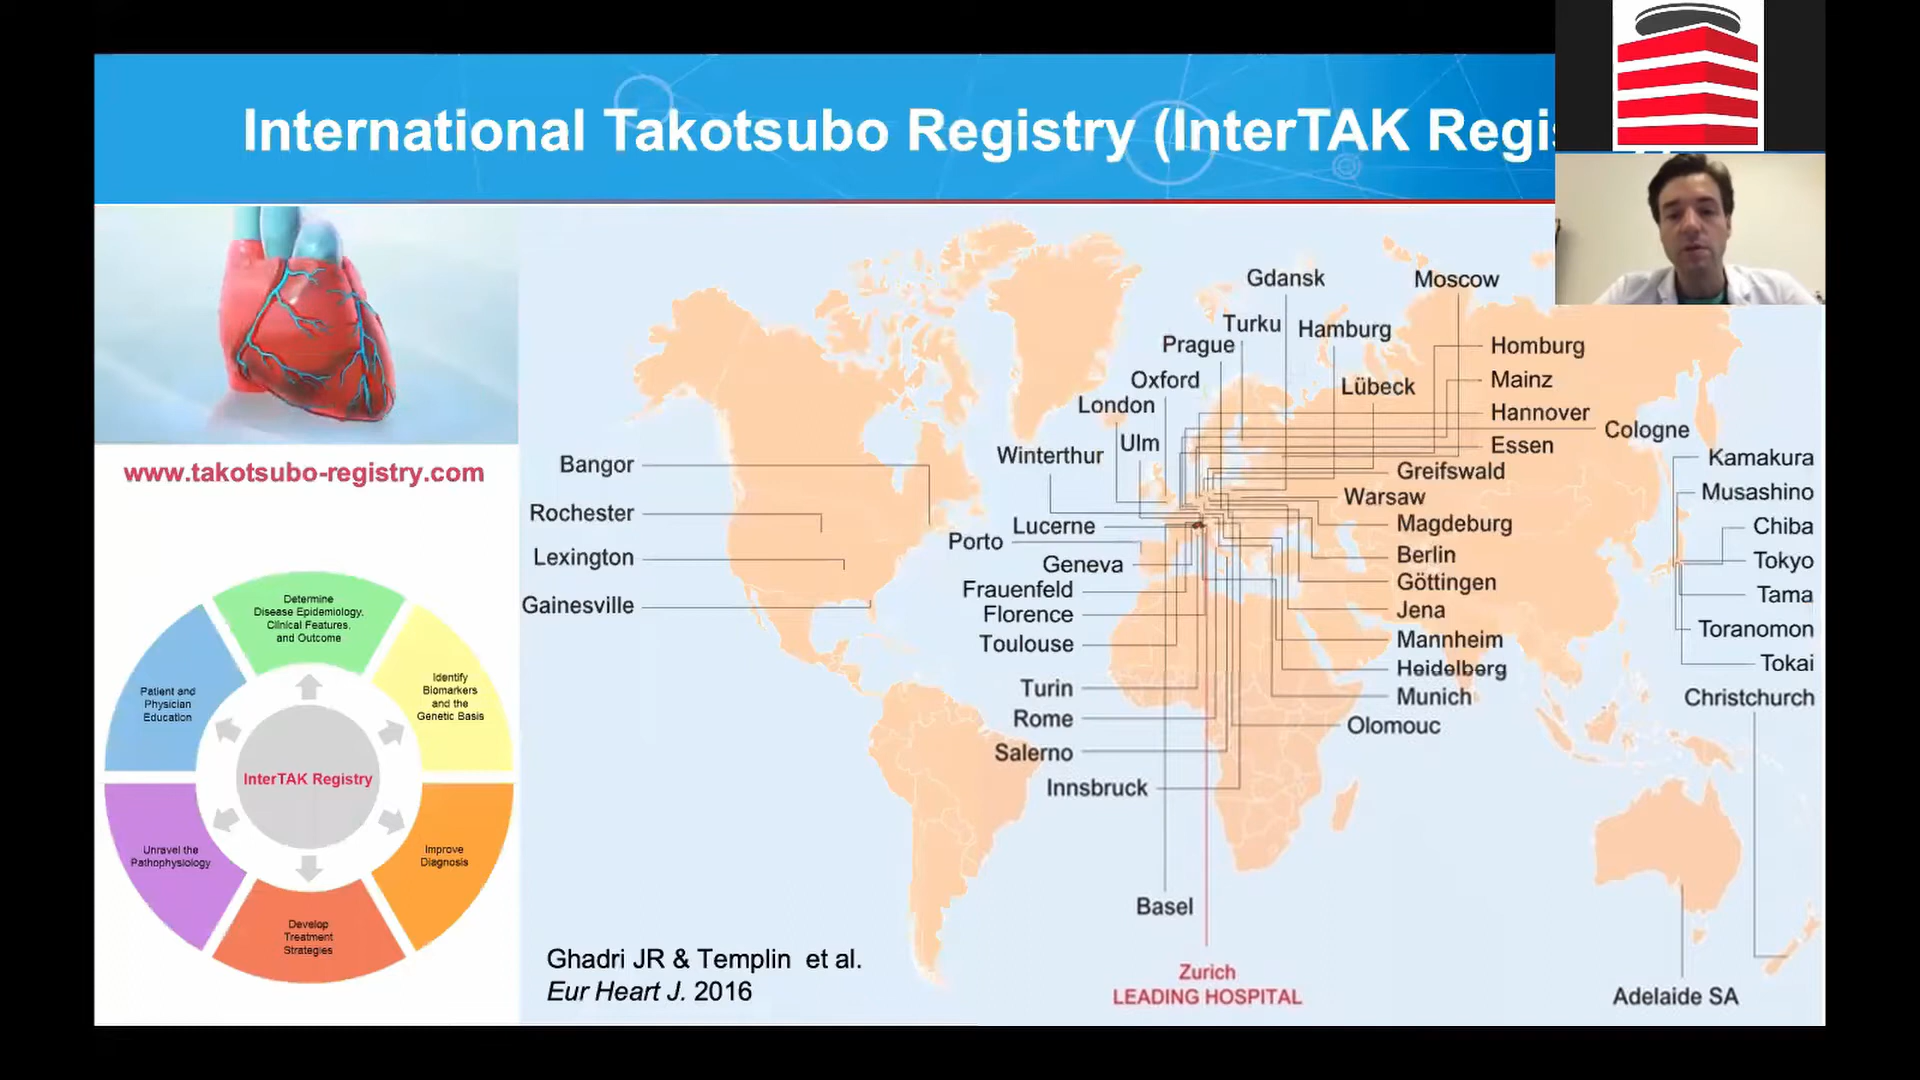 International Takotsubo Registry (InterTAK Regis
www.takotsubo-registry.com
Determine
Disease Epidemiology,
Clinical Features,
and Outcome
Identify
Biomarkers
and the
Genetic Basis
Improve
Diagnosis
Develop
Treatment
Strategies
Unravel the
Pathophysiology
Patient and
Physician
Education
InterTAK Registry
Bangor
Rochester
Lexington
Gainesville
Gdansk
Moscow
Turku
Hamburg
Prague
Homburg
Oxford
Mainz
Lübeck
London
Hannover
Cologne
Ulm
Essen
Winterthur
Greifswald
Warsaw
Lucerne
Magdeburg
Porto
Berlin
Geneva
Göttingen
Frauenfeld
Jena
Florence
Mannheim
Toulouse
Heidelberg
Turin
Munich
Rome
Olomouc
Salerno
Innsbruck
Kamakura
Musashino
Chiba
Tokyo
Tama
Toranomon
Tokai
Christchurch
Basel
Zurich
LEADING HOSPITAL
Adelaide SA
Ghadri JR & Templin et al.
Eur Heart J. 2016